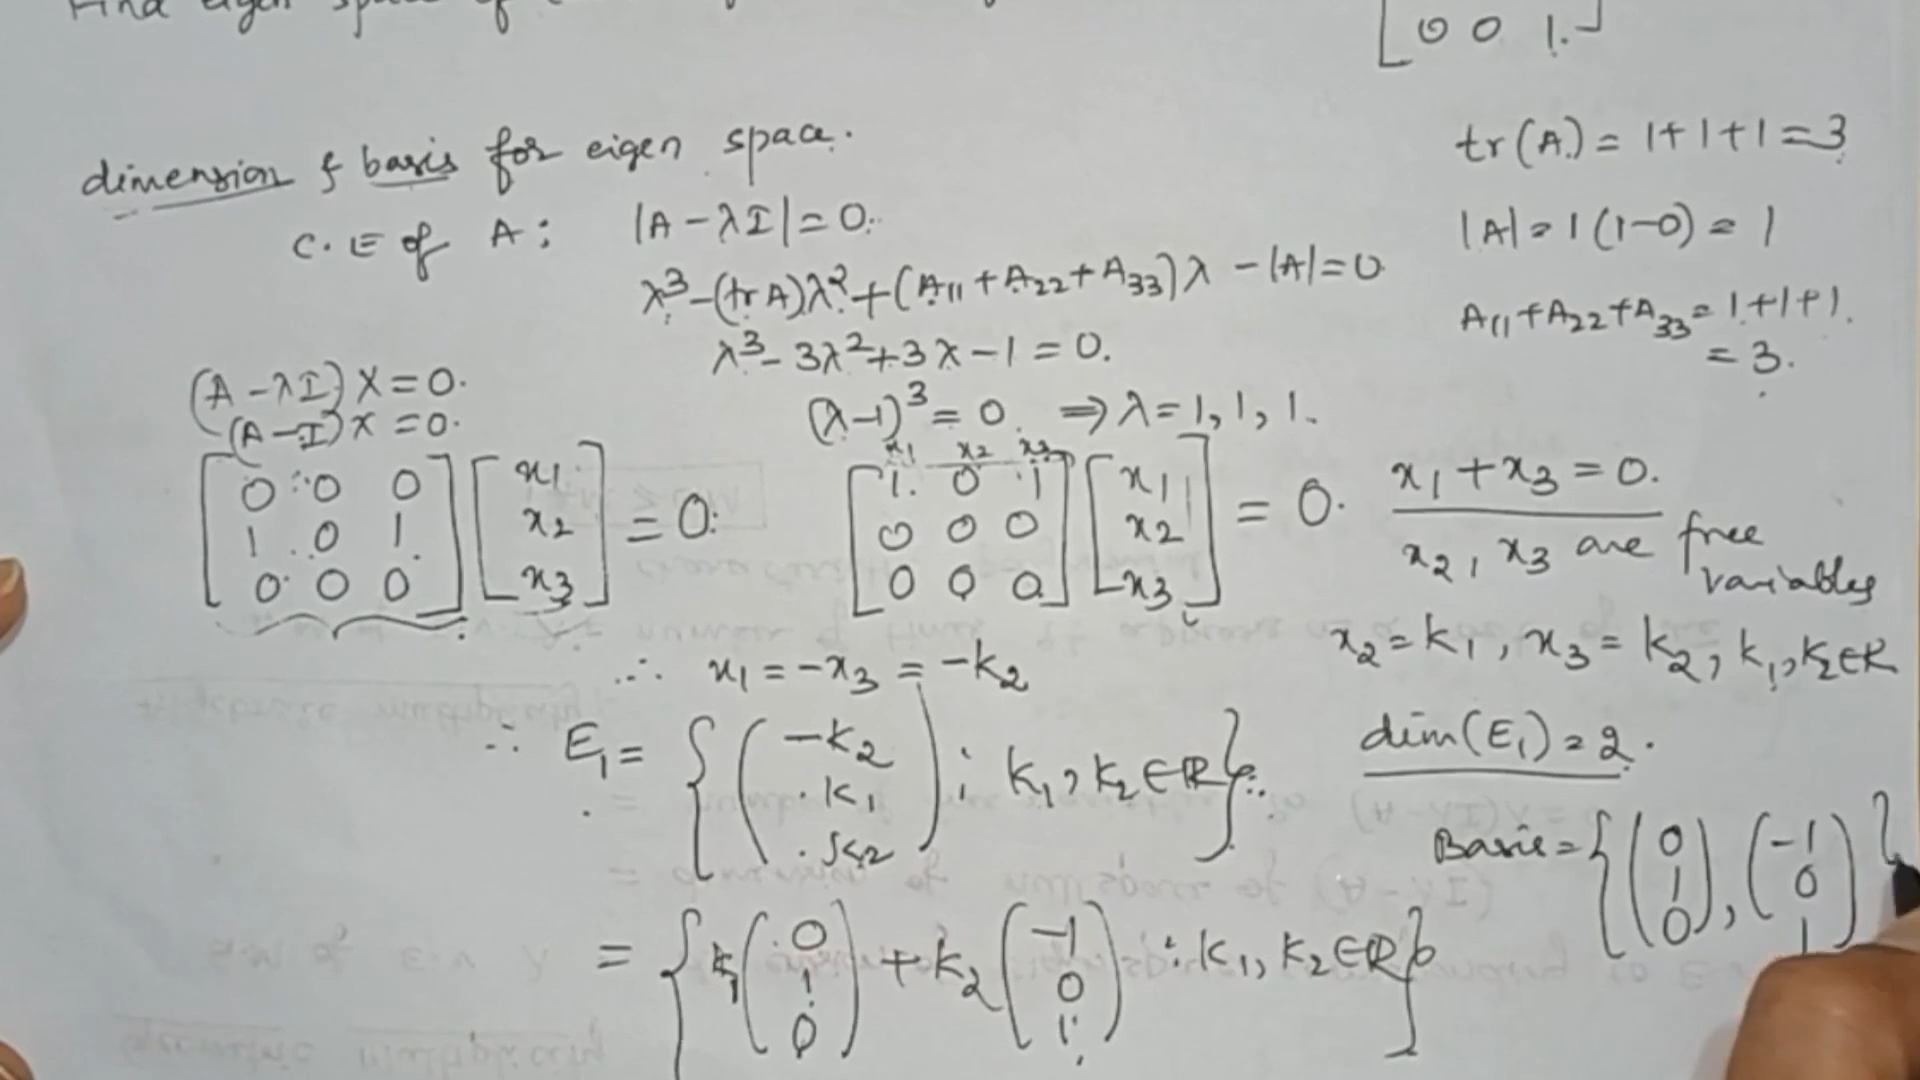 Find eigen space of
[0 0 1.]
dimension & basis for eigen space.
tr(A) = 1+1+1=3
C.E of A: |A-λI|=0.
|A|=1(1-0)=1
λ³-(trA)λ²+(A₁₁+A₂₂+A₃₃)λ-|A|=0
A₁₁+A₂₂+A₃₃=1+1+1.
=3.
λ³-3λ²+3λ-1=0.
(A-λI)X=0.
(λ-1)³=0. ⇒λ=1,1,1.
(A-I)X=0.
x₁ x₂ x₃
[0 0 0
1 0 1
0 0 0] [x₁
x₂
x₃] =0.
[1 0 1
0 0 0
0 0 0] [x₁
x₂
x₃] =0.
x₁+x₃=0.
x₂, x₃ are free variables
x₂=k₁, x₃=k₂, k₁,k₂∈R
∴ x₁=-x₃=-k₂
∴ E₁= {(-k₂
k₁
k₂) : k₁,k₂∈ℝ}.
dim(E₁)=2.
= {k₁(0
1
0)+k₂(-1
0
1) : k₁,k₂∈ℝ}
Basis={(0
1
0),(-1
0
1)}